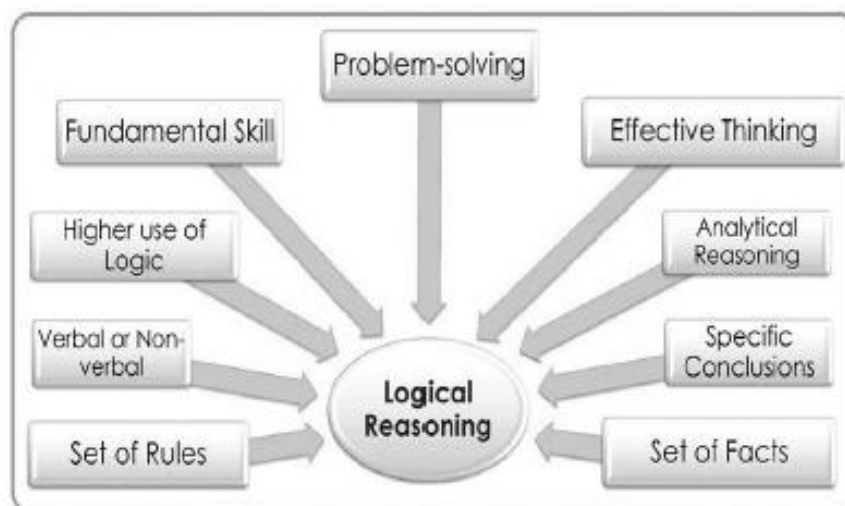 Problem-solving
Fundamental Skill
Effective Thinking
Higher use of
Logic
Analytical
Reasoning
Verbal or Non-
verbal
Specific
Conclusions
Logical
Reasoning
Set of Rules
Set of Facts